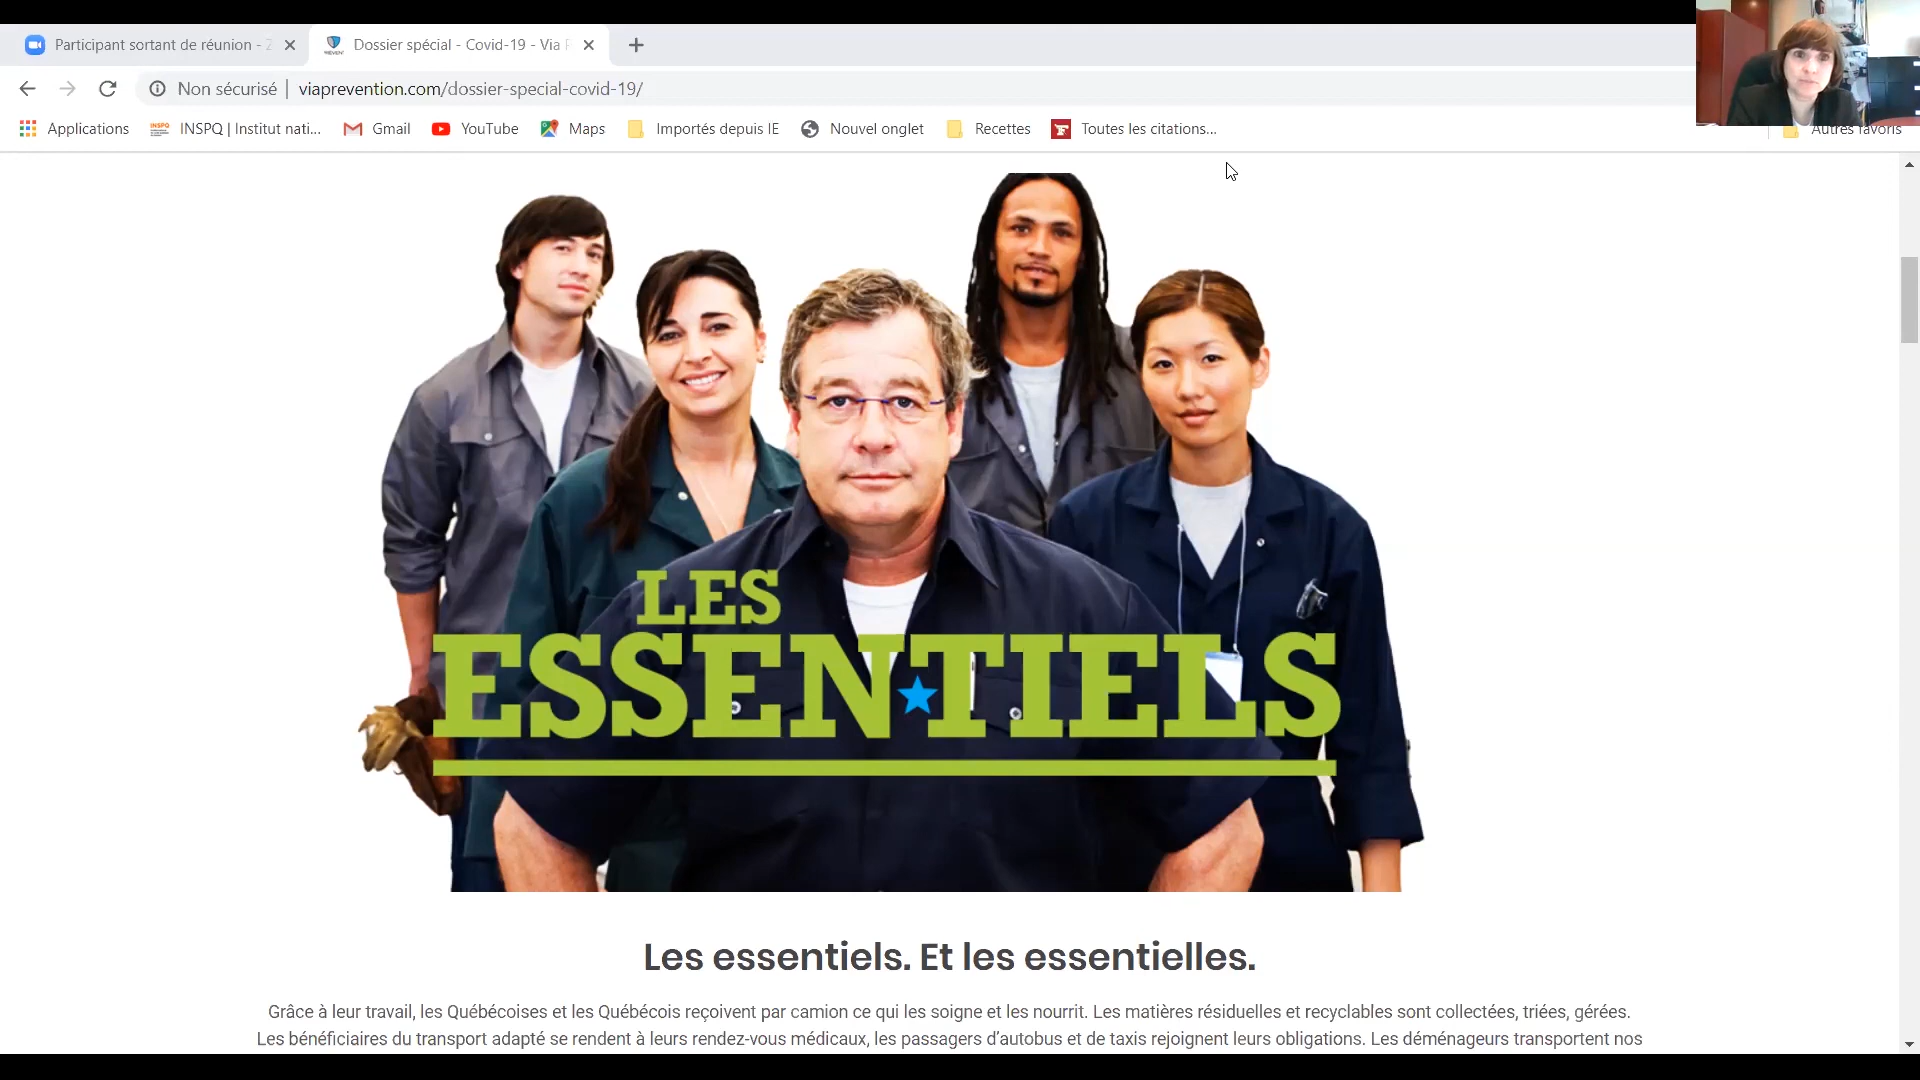 Participant sortant de réunion - Z
Dossier spécial - Covid-19 - Via P
Non sécurisé | viaprevention.com/dossier-special-covid-19/
Applications
INSPQ | Institut nati...
Gmail
YouTube
Maps
Importés depuis IE
Nouvel onglet
Recettes
Toutes les citations...
Autres favoris
LES
ESSENTIELS
Les essentiels. Et les essentielles.
Grâce à leur travail, les Québécoises et les Québécois reçoivent par camion ce qui les soigne et les nourrit. Les matières résiduelles et recyclables sont collectées, triées, gérées.
Les bénéficiaires du transport adapté se rendent à leurs rendez-vous médicaux, les passagers d’autobus et de taxis rejoignent leurs obligations. Les déménageurs transportent nos